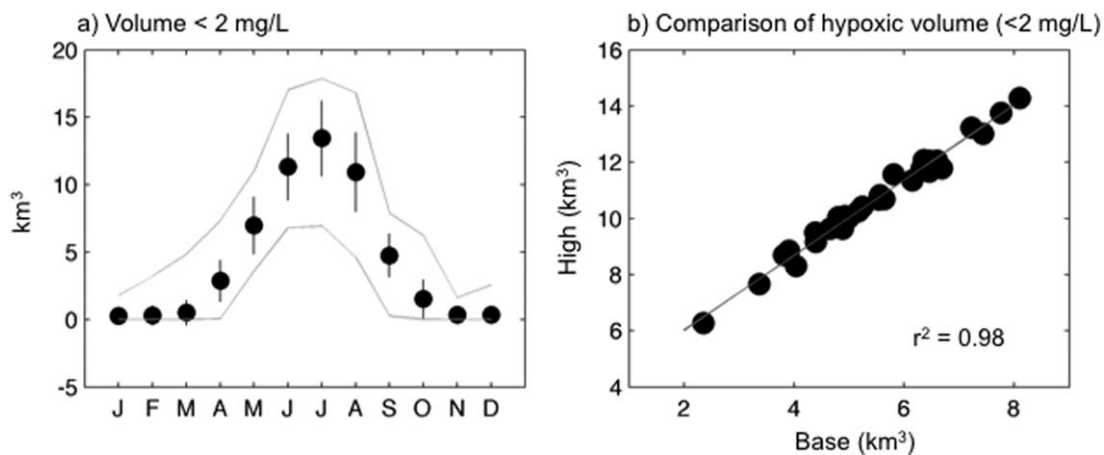 a) Volume < 2 mg/L
20
15
10
5
0
-5
km³
J F M A M J J A S O N D
b) Comparison of hypoxic volume (<2 mg/L)
16
14
12
10
8
6
4
High (km³)
r² = 0.98
2 4 6 8
Base (km³)